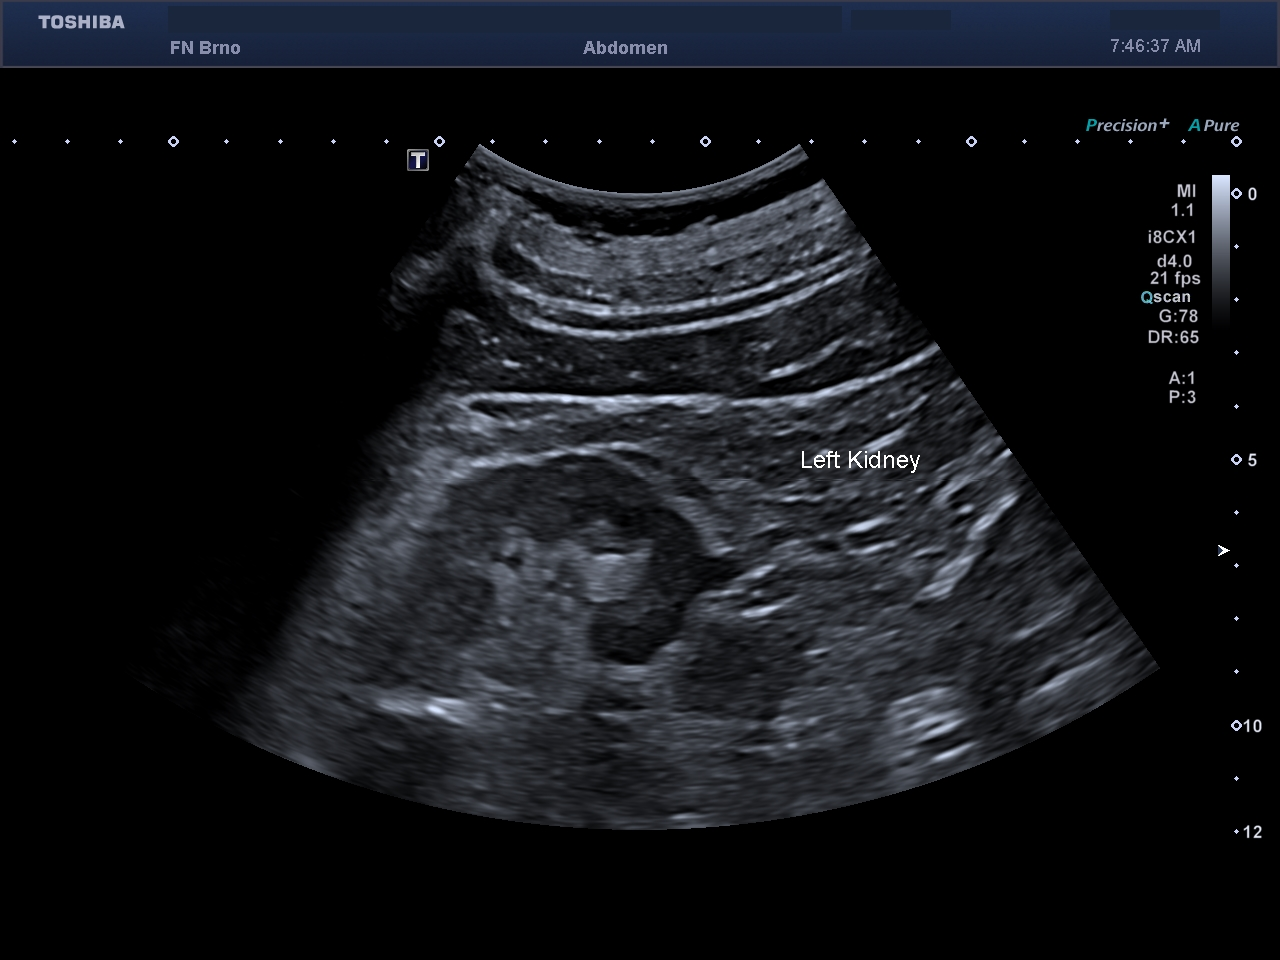 TOSHIBA
FN Brno
Abdomen
7:46:37 AM
Precision+ A Pure
T
MI
1.1
i8CX1
d4.0
21 fps
Qscan
G:78
DR:65
A:1
P:3
0
Left Kidney
5
10
12